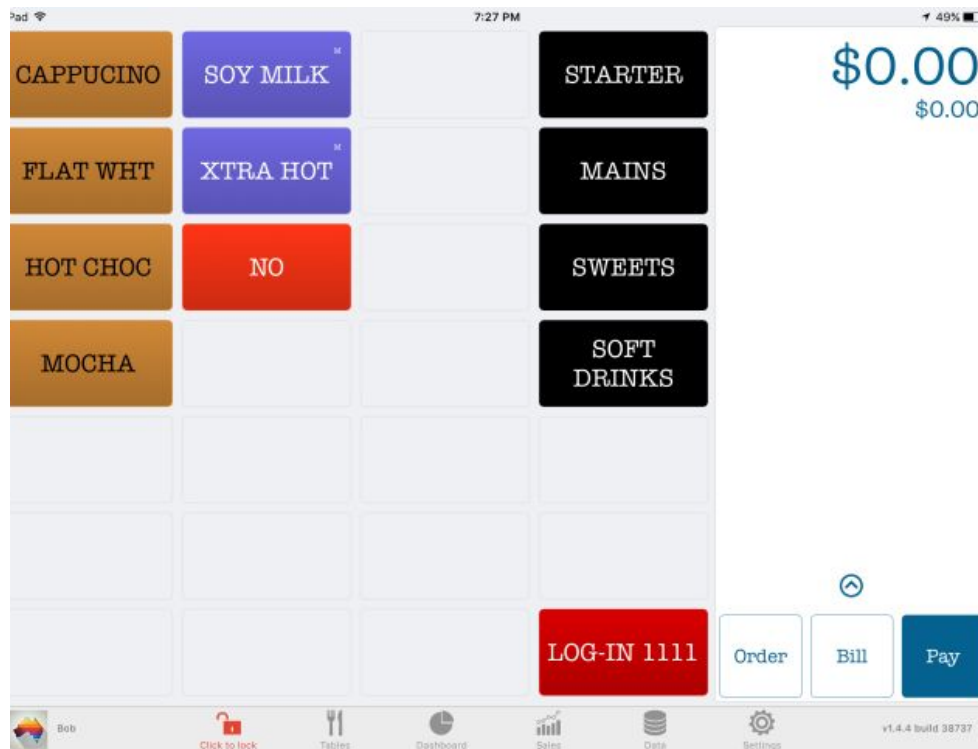 Pad
7:27 PM
49%
CAPPUCINO
SOY MILK
M
STARTER
$0.00
$0.00
FLAT WHT
XTRA HOT
M
MAINS
HOT CHOC
NO
SWEETS
MOCHA
SOFT
DRINKS
LOG-IN 1111
Order
Bill
Pay
Bob
Click to lock
Tables
Dashboard
Sales
Data
Settings
v1.4.4 build 38737